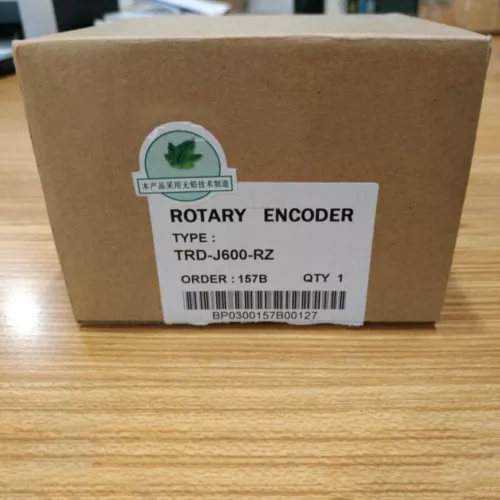 本产品采用无铅技术制造
ROTARY ENCODER
TYPE :
TRD-J600-RZ
ORDER : 157B QTY 1
BP0300157B00127